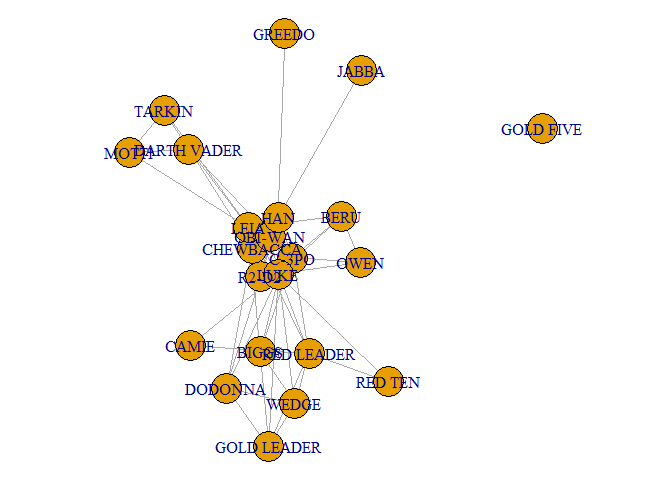 GREEDO
JABBA
TARKIN
GOLD FIVE
MOTTI
DARTH VADER
HAN
BERU
LEIA
OBI-WAN
CHEWBACCA
C-3PO
OWEN
R2-D2
LUKE
CAMIE
BIGGS
RED LEADER
RED TEN
DODONNA
WEDGE
GOLD LEADER